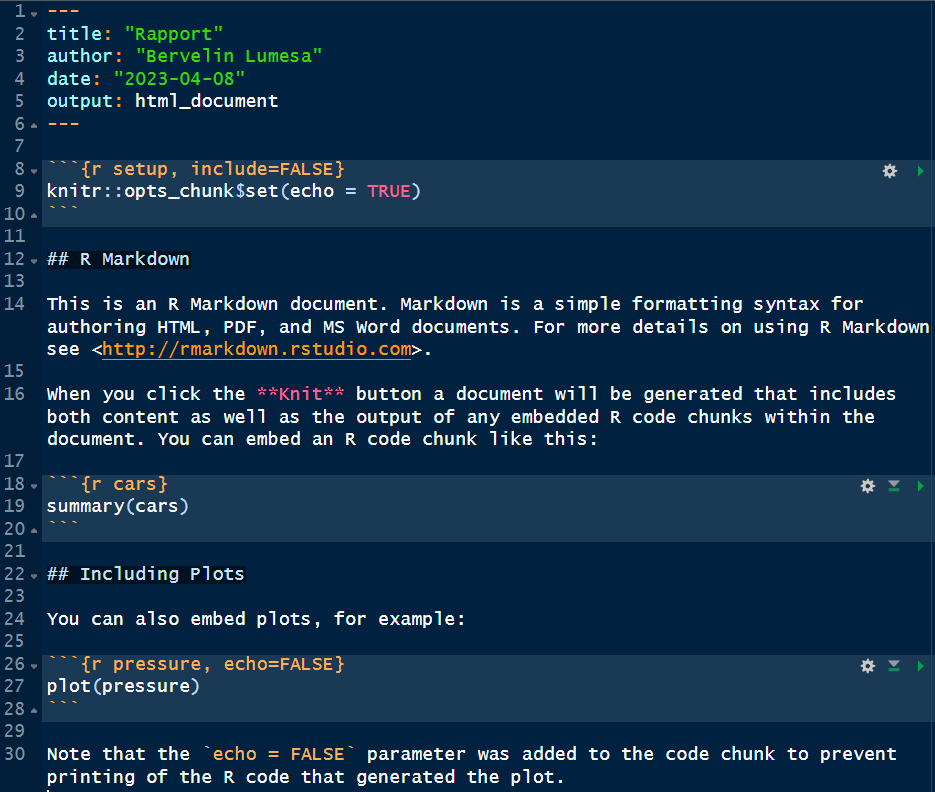 1 ---
2 title: "Rapport"
3 author: "Bervelin Lumesa"
4 date: "2023-04-08"
5 output: html_document
6 ---
7
8 ```{r setup, include=FALSE}
9 knitr::opts_chunk$set(echo = TRUE)
10 ```
11
12 ## R Markdown
13
14 This is an R Markdown document. Markdown is a simple formatting syntax for
authoring HTML, PDF, and MS Word documents. For more details on using R Markdown
see <http://rmarkdown.rstudio.com>.
15
16 When you click the **Knit** button a document will be generated that includes
both content as well as the output of any embedded R code chunks within the
document. You can embed an R code chunk like this:
17
18 ```{r cars}
19 summary(cars)
20 ```
21
22 ## Including Plots
23
24 You can also embed plots, for example:
25
26 ```{r pressure, echo=FALSE}
27 plot(pressure)
28 ```
29
30 Note that the `echo = FALSE` parameter was added to the code chunk to prevent
printing of the R code that generated the plot.